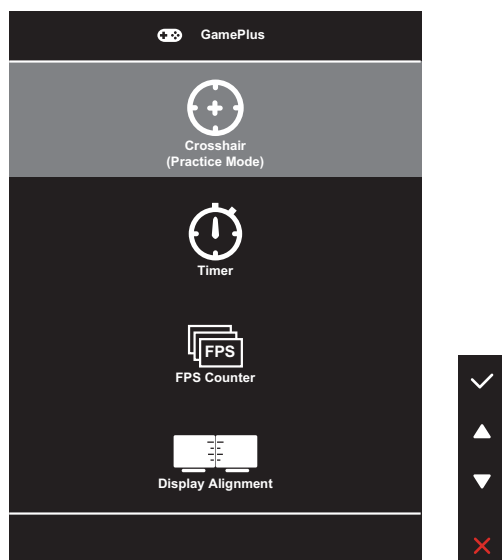 GamePlus
Crosshair
(Practice Mode)
Timer
FPS
FPS Counter
Display Alignment